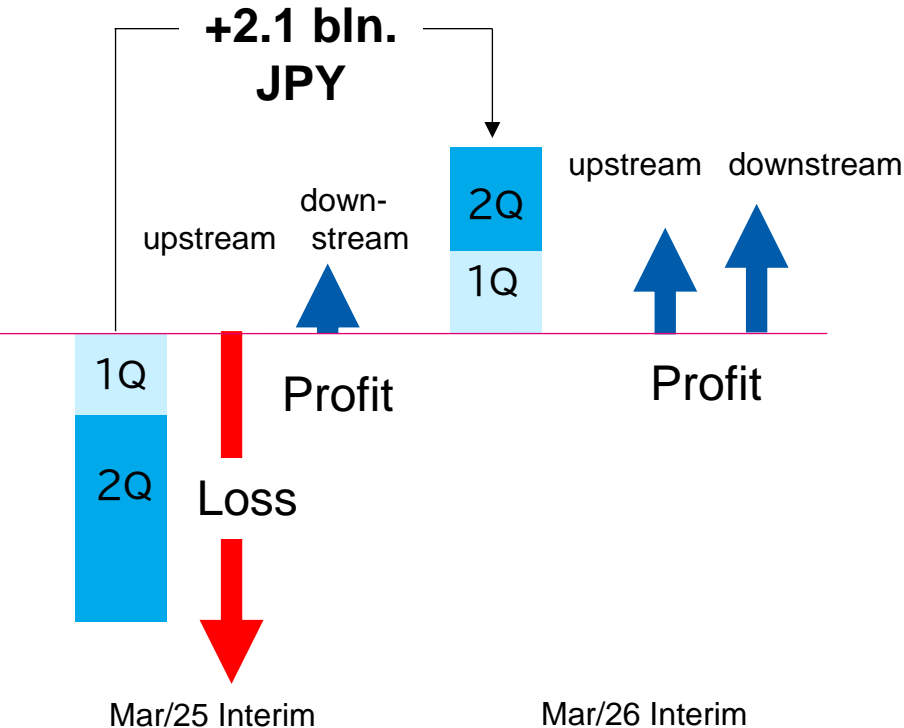 +2.1 bln.
JPY
upstream
down-
stream
upstream
downstream
2Q
1Q
1Q
2Q
Profit
Loss
Profit
Mar/25 Interim
Mar/26 Interim